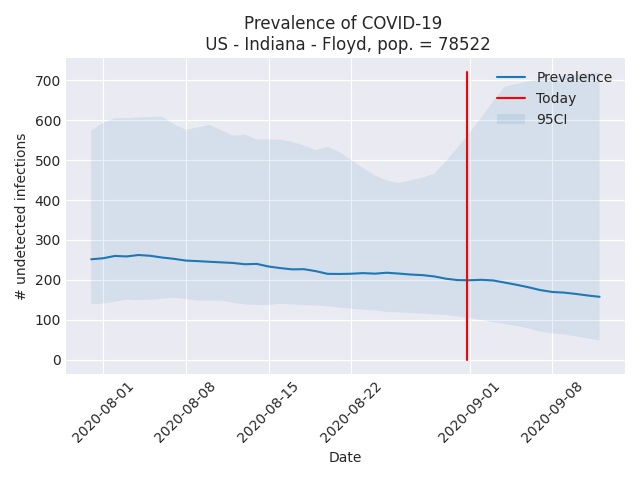 Prevalence of COVID-19
US - Indiana - Floyd, pop. = 78522
# undetected infections
700
600
500
400
300
200
100
0
Prevalence
Today
95CI
2020-08-01
2020-08-08
2020-08-15
2020-08-22
2020-09-01
2020-09-08
Date